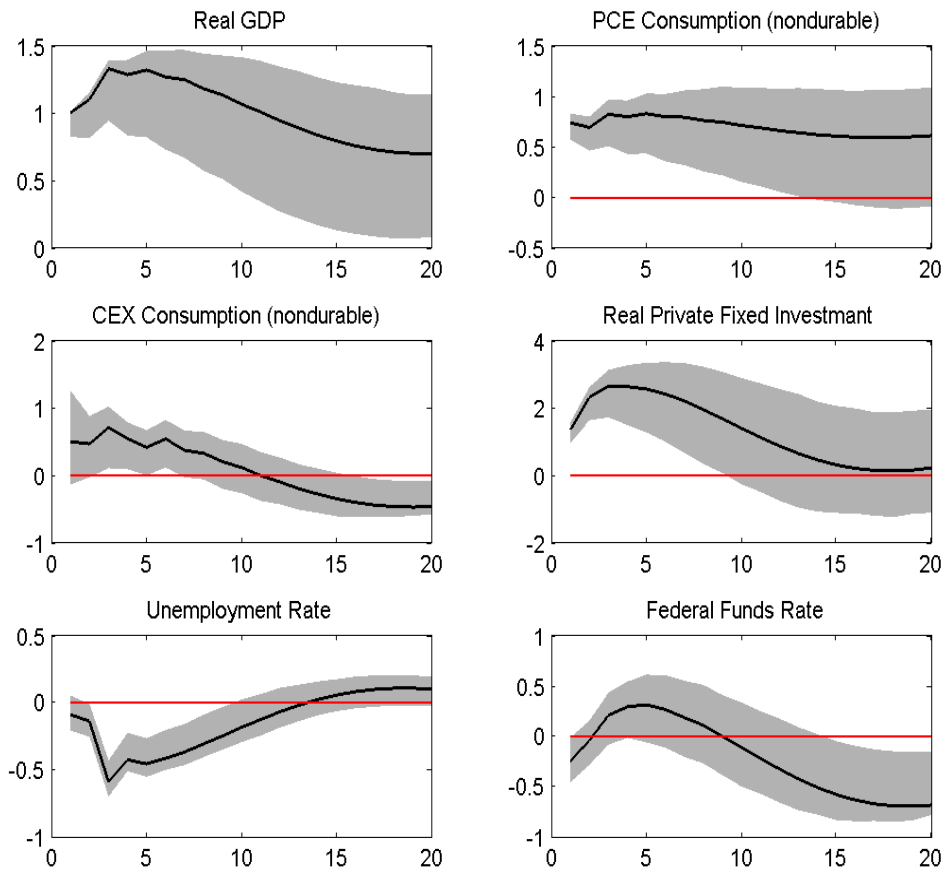 Real GDP
1.5
1
0.5
0
0 5 10 15 20
PCE Consumption (nondurable)
1.5
1
0.5
0
-0.5
0 5 10 15 20
CEX Consumption (nondurable)
2
1
0
-1
0 5 10 15 20
Real Private Fixed Investmant
4
2
0
-2
0 5 10 15 20
Unemployment Rate
0.5
0
-0.5
-1
0 5 10 15 20
Federal Funds Rate
1
0.5
0
-0.5
-1
0 5 10 15 20